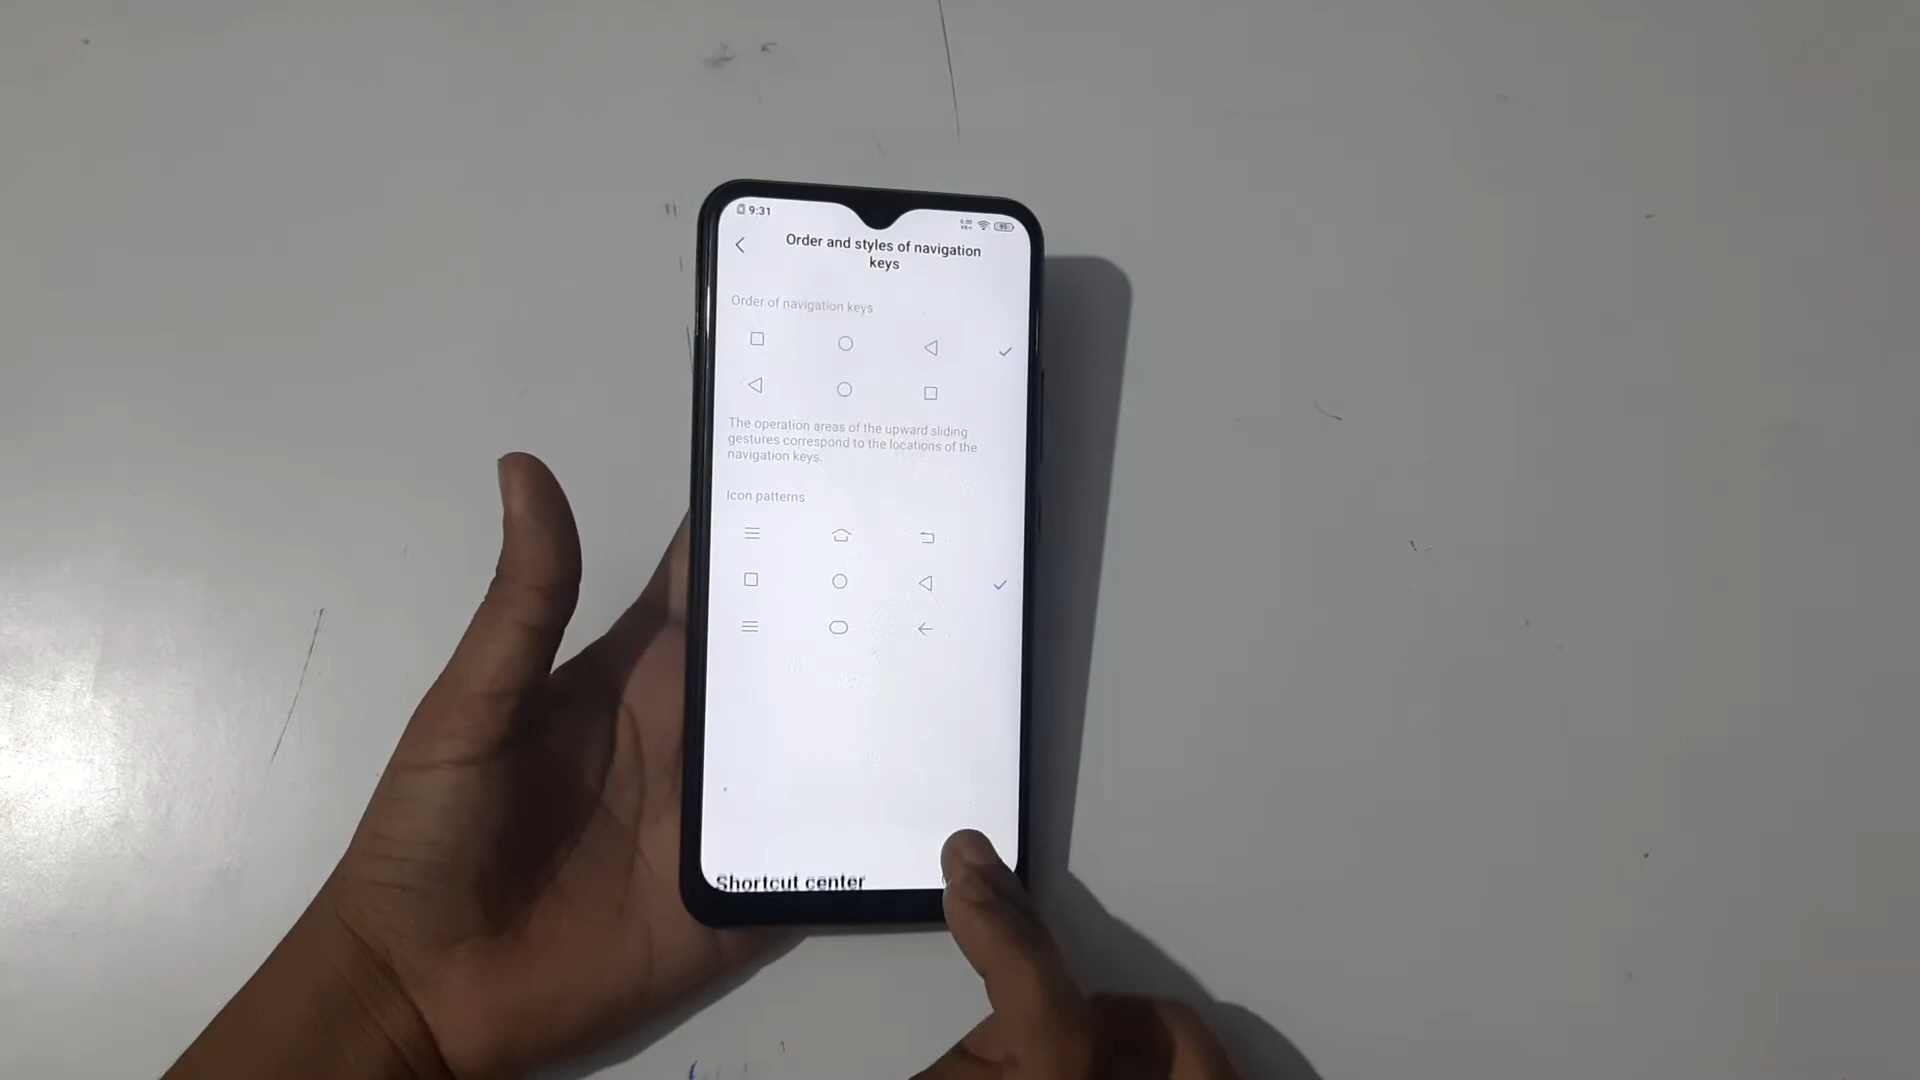 9:31
95
Order and styles of navigation
keys
Order of navigation keys
The operation areas of the upward sliding
gestures correspond to the locations of the
navigation keys.
Icon patterns
Shortcut center